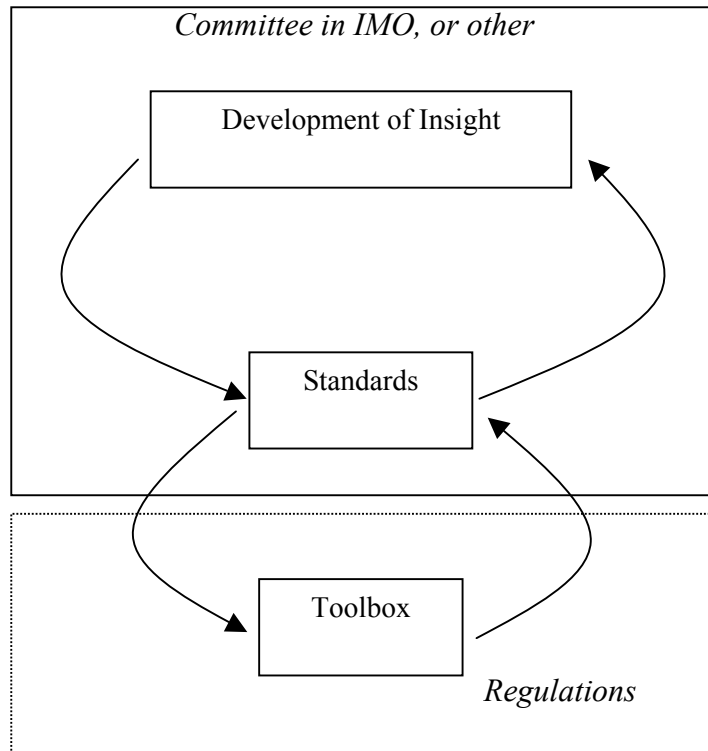 Committee in IMO, or other
Development of Insight
Standards
Toolbox
Regulations